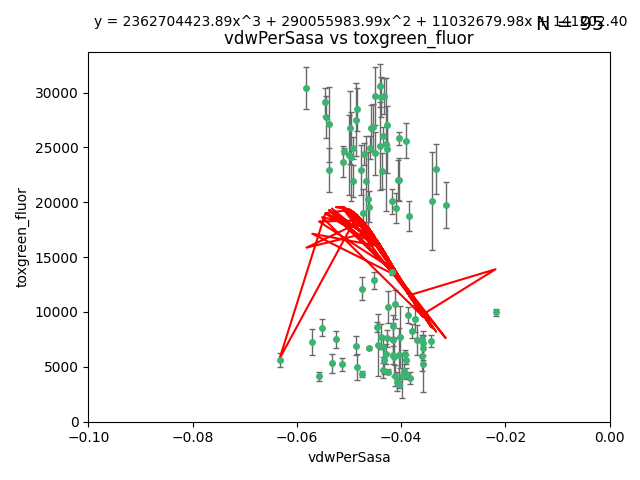 y = 2362704423.89x^3 + 290055983.99x^2 + 11032679.98x
N = 95
vdwPerSasa vs toxgreen_fluor
toxgreen_fluor
30000
25000
20000
15000
10000
5000
0
−0.10
−0.08
−0.06
−0.04
−0.02
0.00
vdwPerSasa